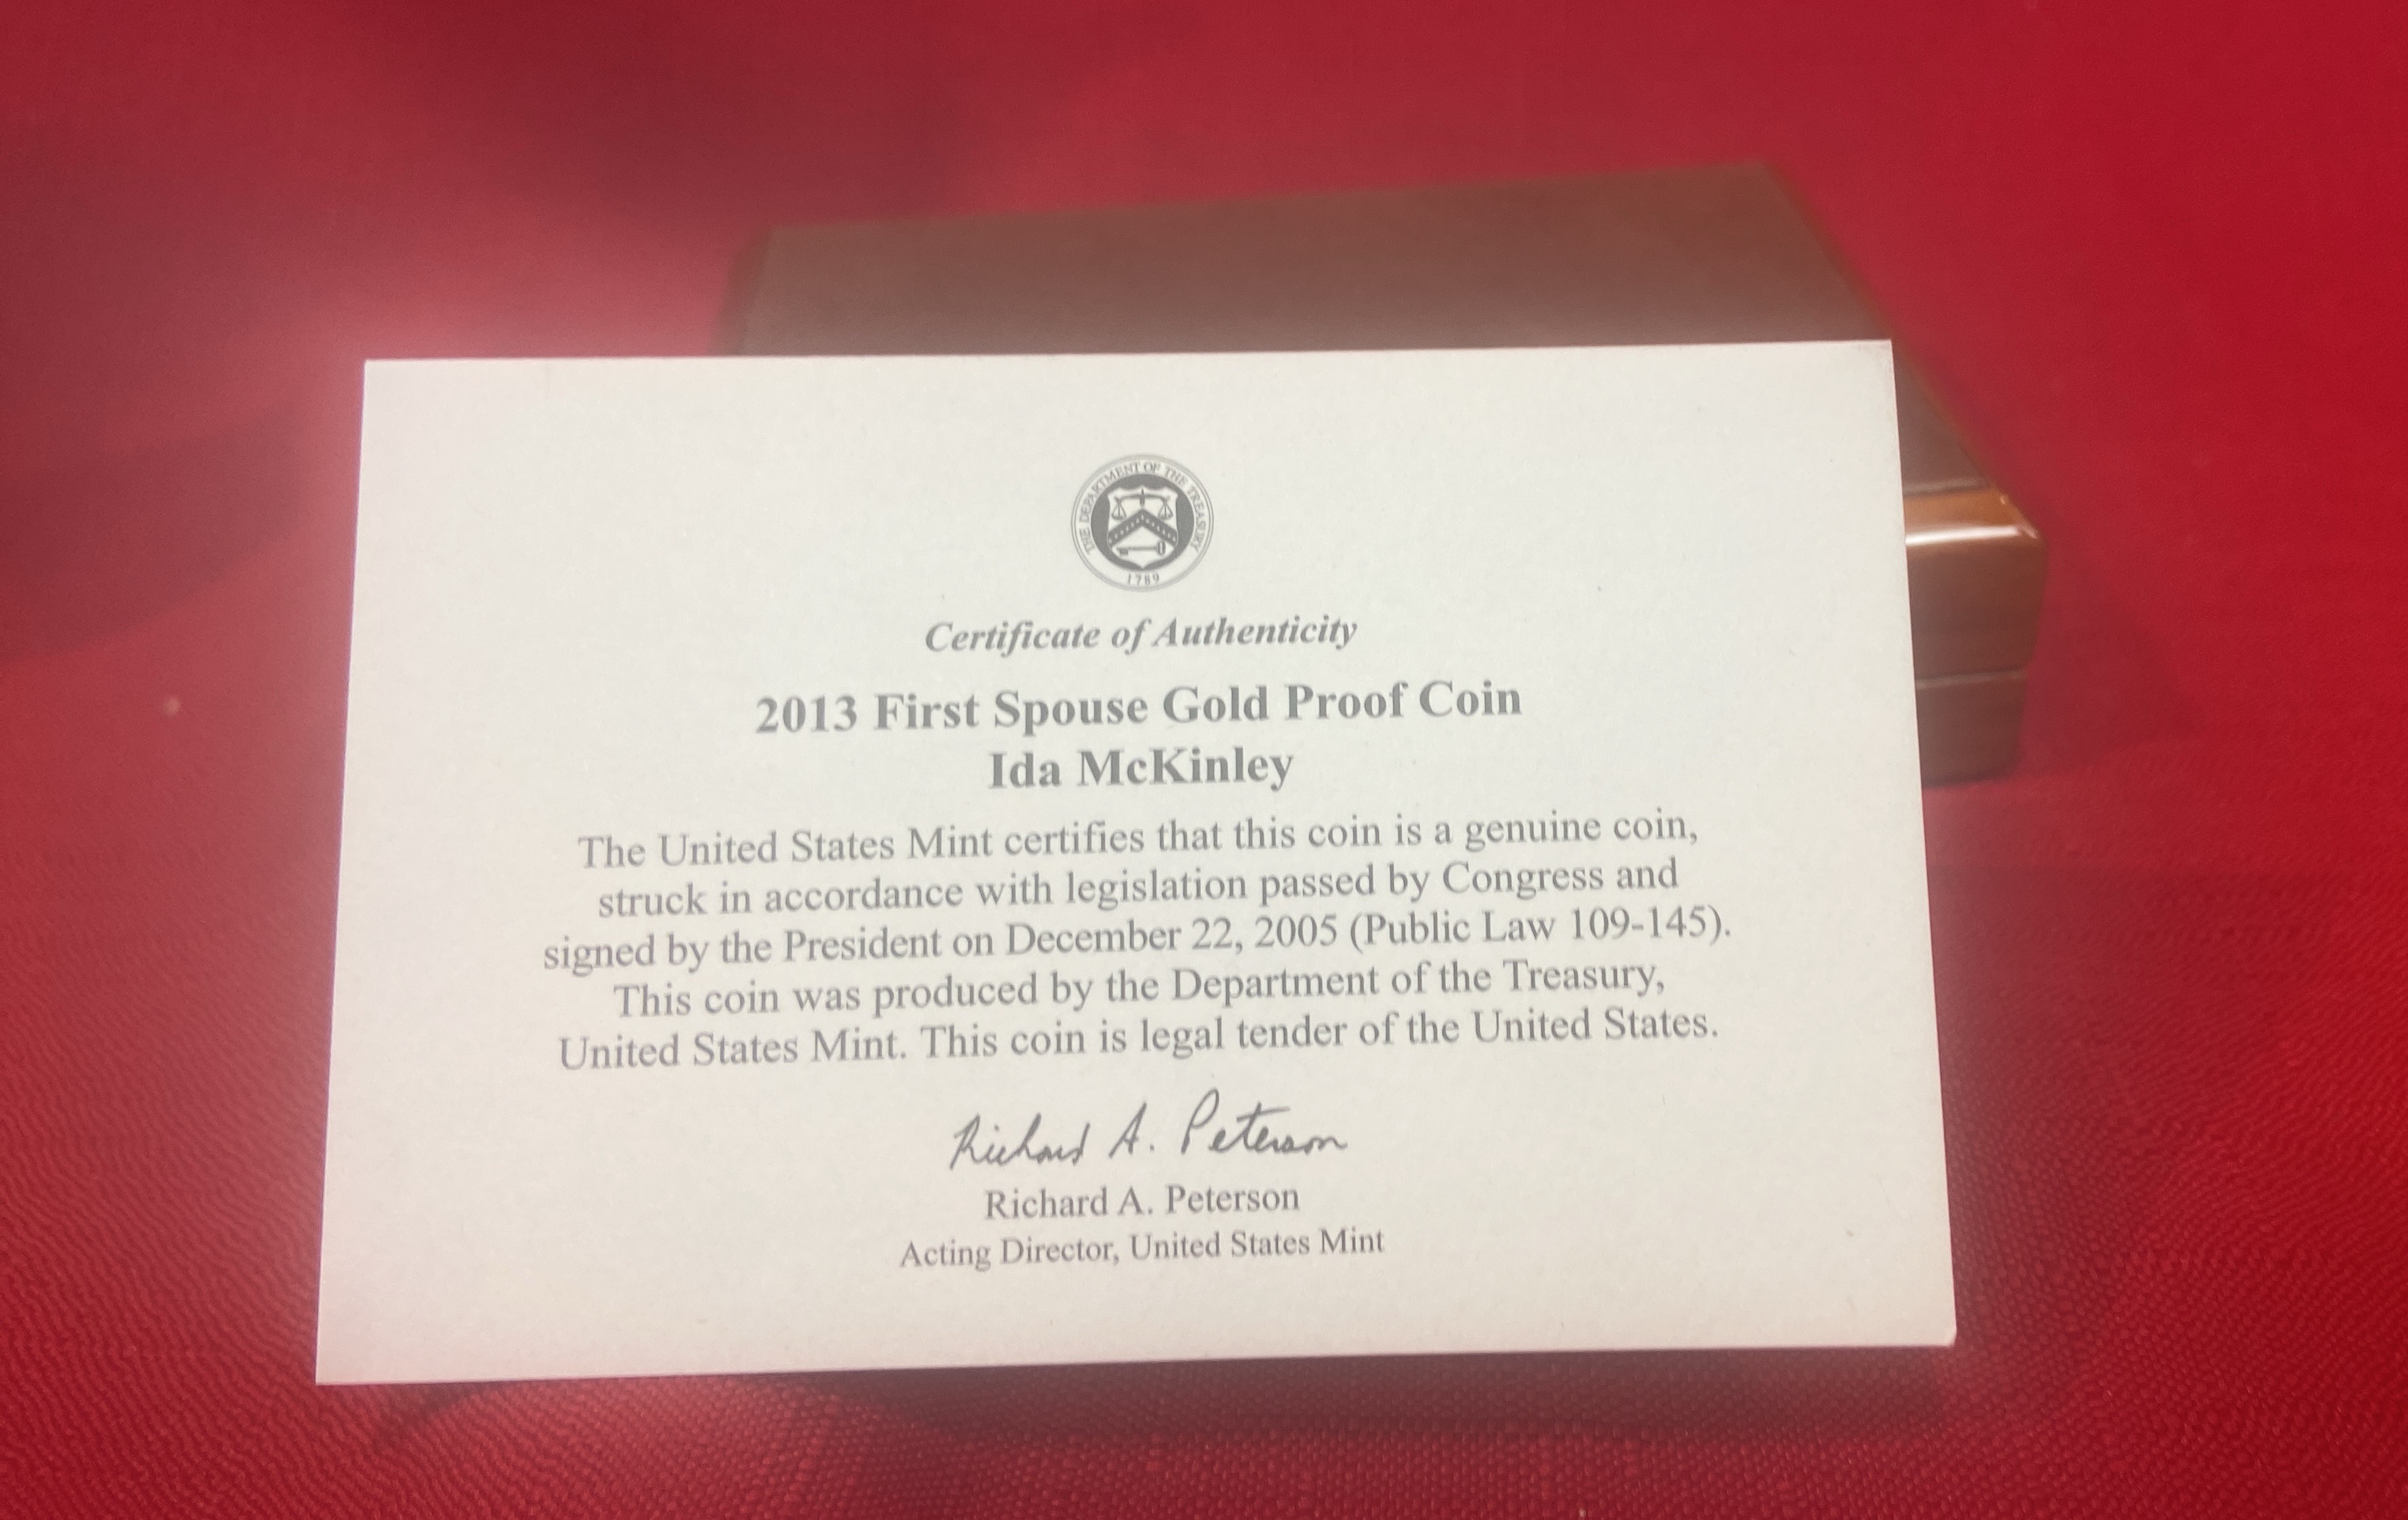 THE DEPARTMENT OF THE TREASURY
1789
Certificate of Authenticity
2013 First Spouse Gold Proof Coin
Ida McKinley
The United States Mint certifies that this coin is a genuine coin,
struck in accordance with legislation passed by Congress and
signed by the President on December 22, 2005 (Public Law 109-145).
This coin was produced by the Department of the Treasury,
United States Mint. This coin is legal tender of the United States.
Richard A. Peterson
Richard A. Peterson
Acting Director, United States Mint